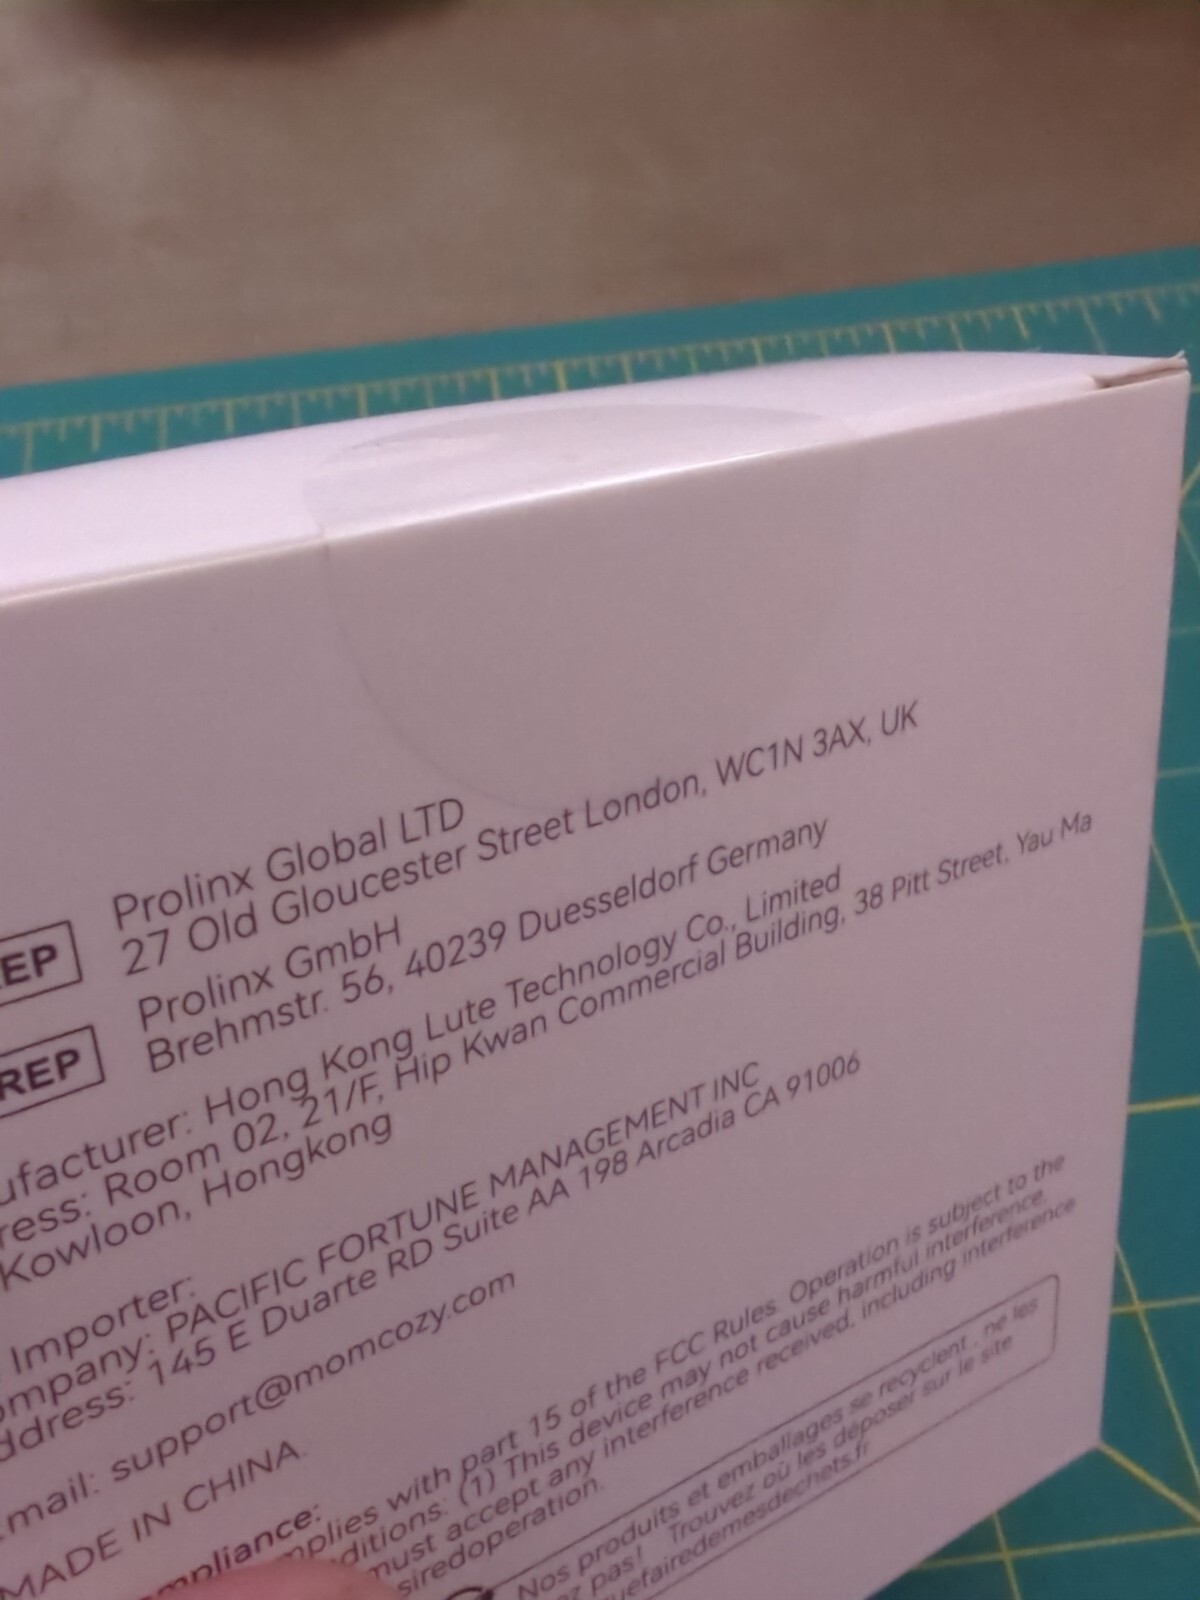 Prolinx Global LTD
27 Old Gloucester Street London, WC1N 3AX, UK
EP
Prolinx GmbH
Brehmstr. 56, 40239 Duesseldorf Germany
REP
ufacturer: Hong Kong Lute Technology Co., Limited
ress: Room 02, 21/F, Hip Kwan Commercial Building, 38 Pitt Street, Yau Ma
Kowloon, Hongkong
Importer:
ompany: PACIFIC FORTUNE MANAGEMENT INC
ddress: 145 E Duarte RD Suite AA 198 Arcadia CA 91006
Email: support@momcozy.com
MADE IN CHINA.
mpliance:
mplies with part 15 of the FCC Rules. Operation is subject to the
ditions: (1) This device may not cause harmful interference,
must accept any interference received, including interference
siredoperation.
Nos produits et emballages se recyclent , ne les
ez pas! Trouvez où les déposer sur le site
uefairedemesdechets.fr